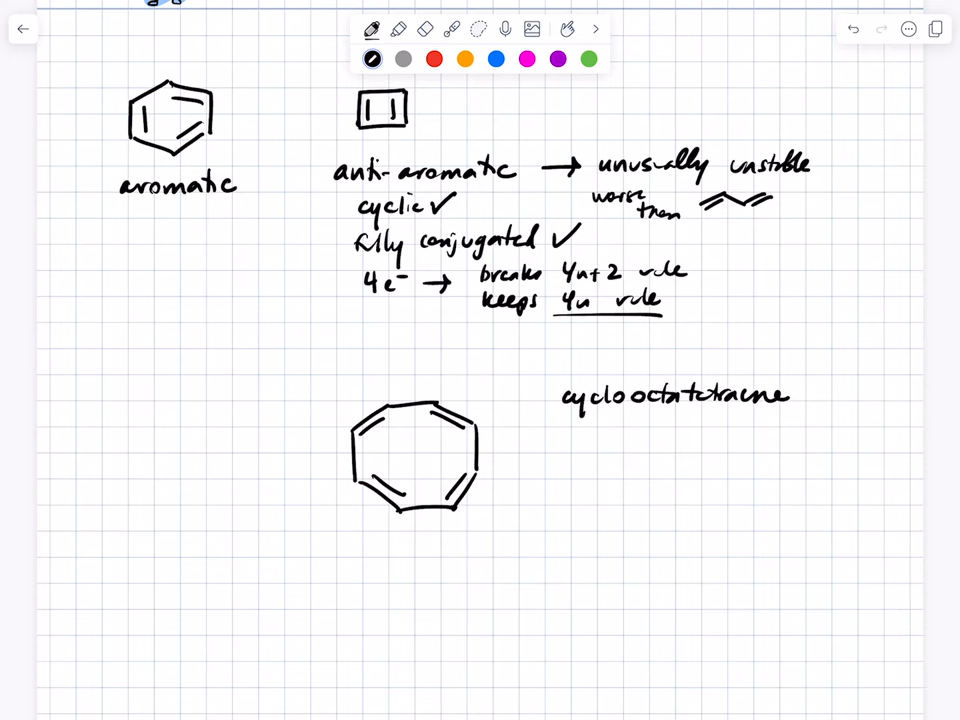 aromatic
anti-aromatic → unusually unstable
worse than
cyclic ✓
fully conjugated ✓
4e⁻ → breaks 4n+2 rule
keeps 4n rule
cyclooctatetraene